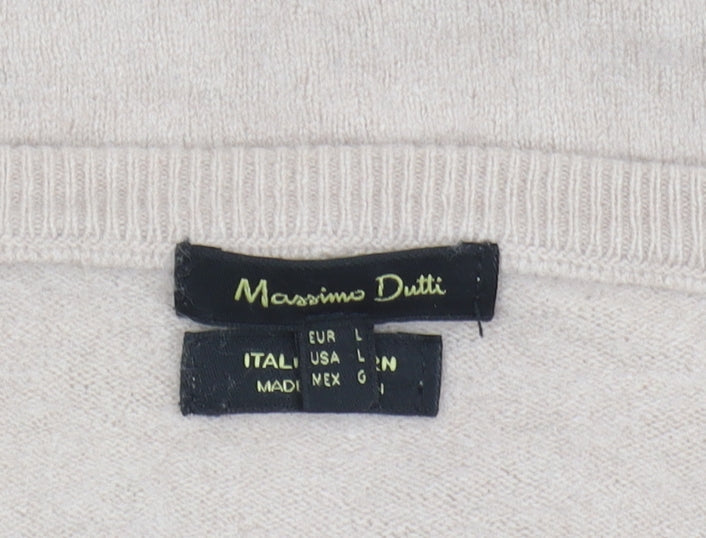 Massimo Dutti
EUR L
USA L
MEX G
MADE